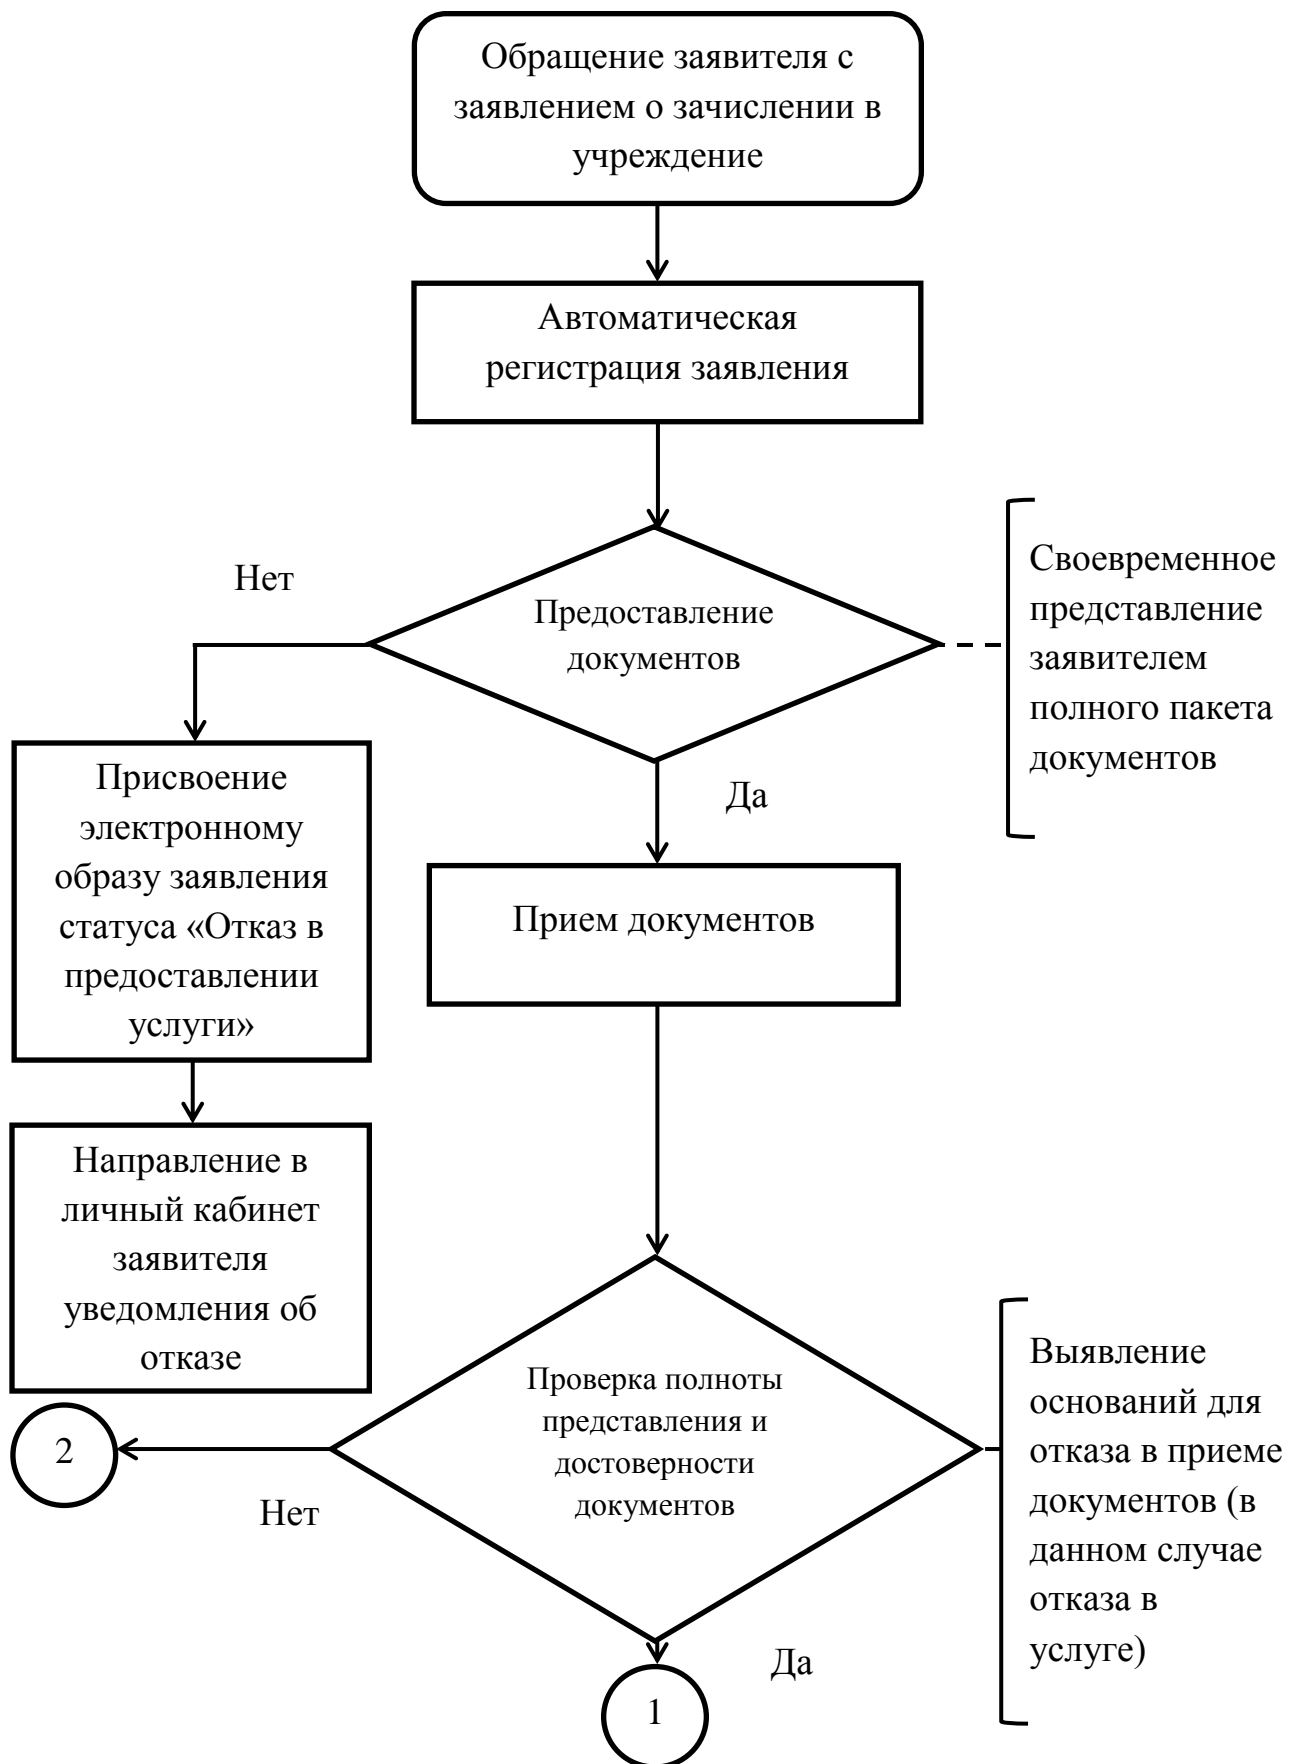 Обращение заявителя с
заявлением о зачислении в
учреждение
Автоматическая
регистрация заявления
Нет
Предоставление
документов
Своевременное
представление
заявителем
полного пакета
документов
Да
Присвоение
электронному
образу заявления
статуса «Отказ в
предоставлении
услуги»
Прием документов
Направление в
личный кабинет
заявителя
уведомления об
отказе
Проверка полноты
представления и
достоверности
документов
Выявление
оснований для
отказа в приеме
документов (в
данном случае
отказа в
услуге)
2
Нет
Да
1